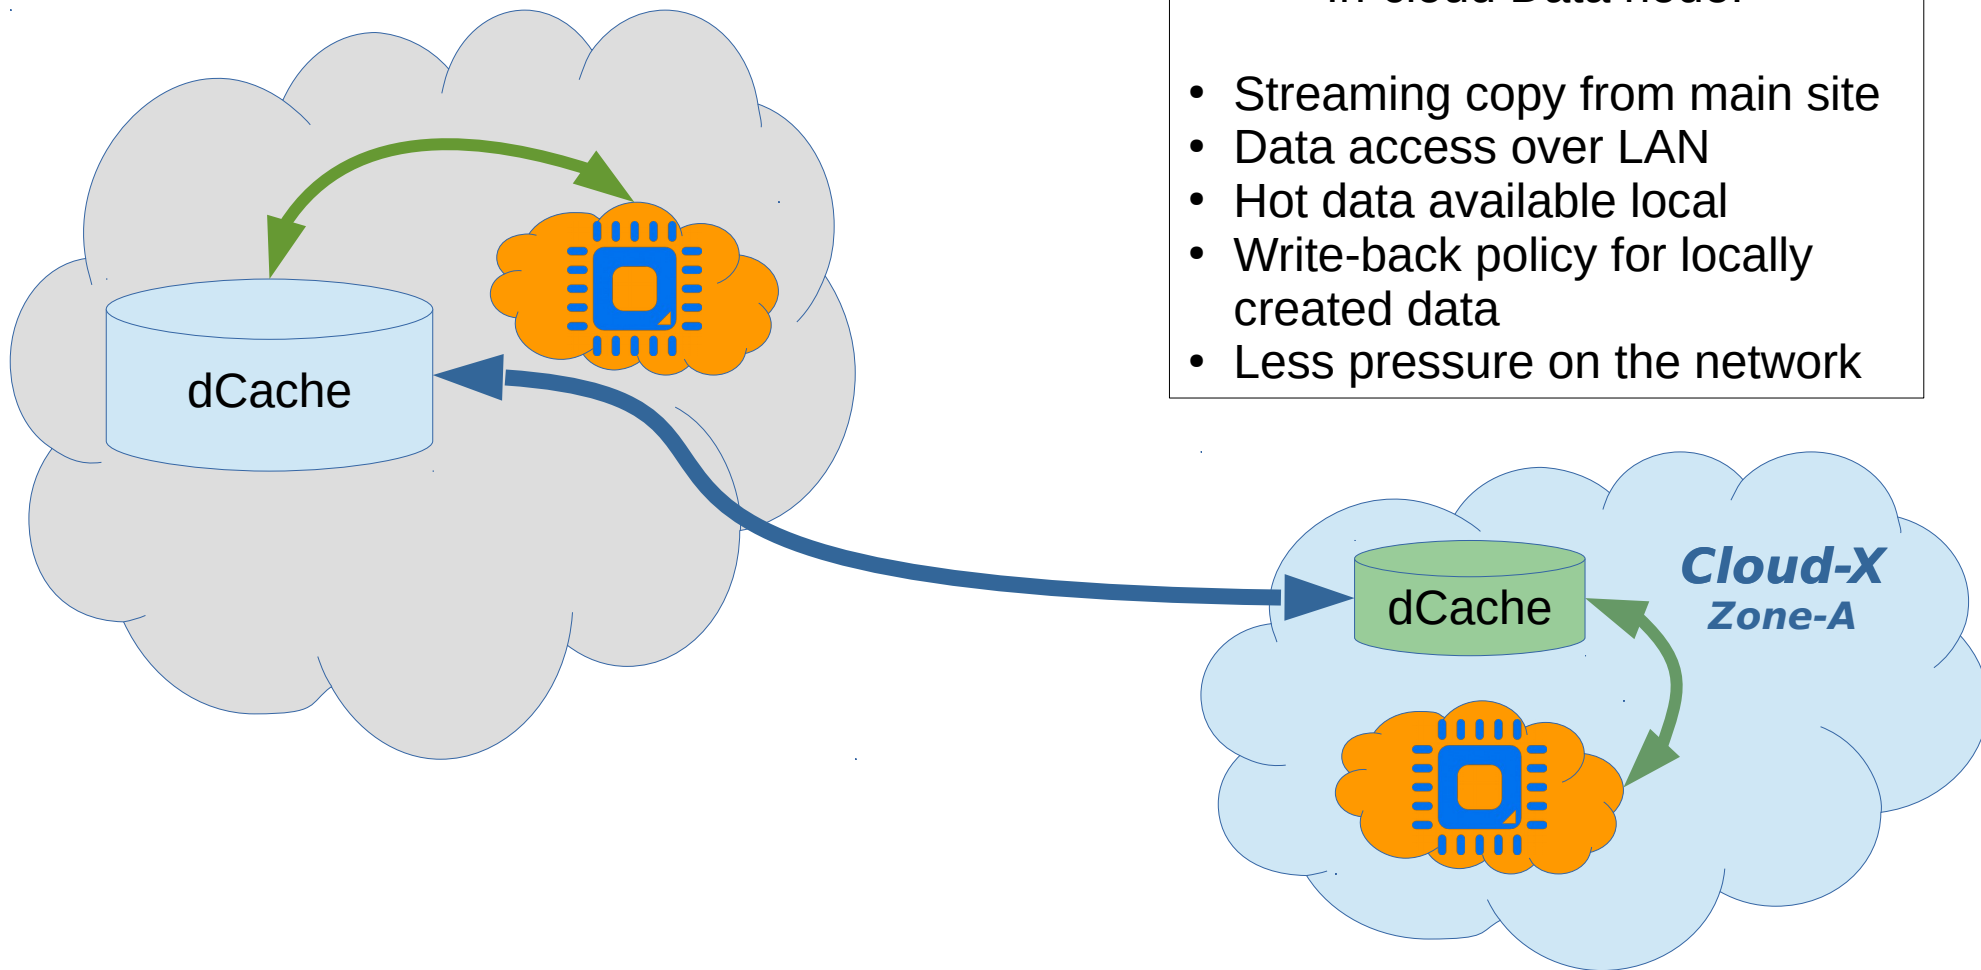 • Streaming copy from main site
• Data access over LAN
• Hot data available local
• Write-back policy for locally
created data
• Less pressure on the network
dCache
Cloud-X
Zone-A
dCache